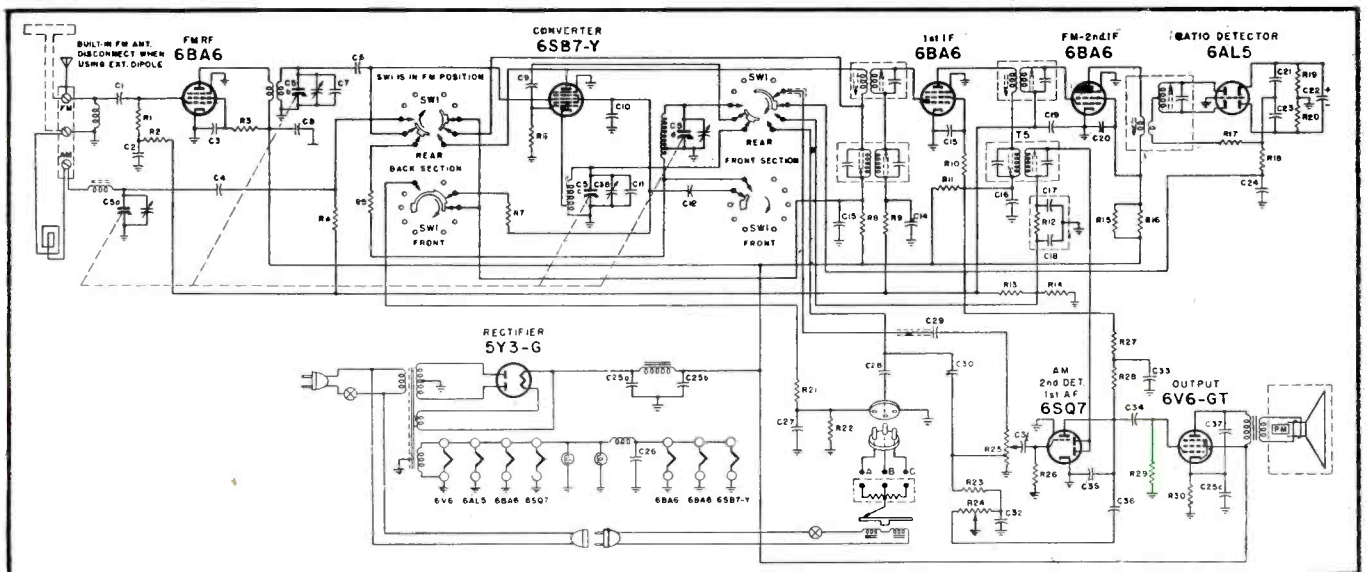 FM RF
6BA6
CONVERTER
6SB7-Y
1st IF
6BA6
FM-2nd.IF
6BA6
RATIO DETECTOR
6AL5
BUILT-IN FM ANT.
DISCONNECT WHEN
USING EXT. DIPOLE
FM
C1
R1
R2
C2
C3
R3
C6
C7
C8
C4
C5a
R4
SW1 IS IN FM POSITION
SW1
REAR
BACK SECTION
SW1
FRONT
R5
R7
C9
R6
C10
C5
C
C11
C12
C5
SW1
REAR
FRONT SECTION
SW1
FRONT
C15
R8
R9
C14
C15
R10
R11
C16
T5
C17
R12
C18
C19
C20
R15
R16
R13
R14
R17
R18
C24
C21
C23
R19
C22
+
R20
RECTIFIER
5Y3-G
C25a
C25b
C26
6V6
6AL5
6BA6
6SQ7
6BA6
6BA6
6SB7-Y
R21
C27
R22
C28
A
B
C
C29
C30
R25
R23
R24
C32
C31
R26
AM
2nd DET.
1st AF
6SQ7
C35
R27
R28
C33
C34
C36
R29
OUTPUT
6V6-GT
R30
C25c
C37
PM